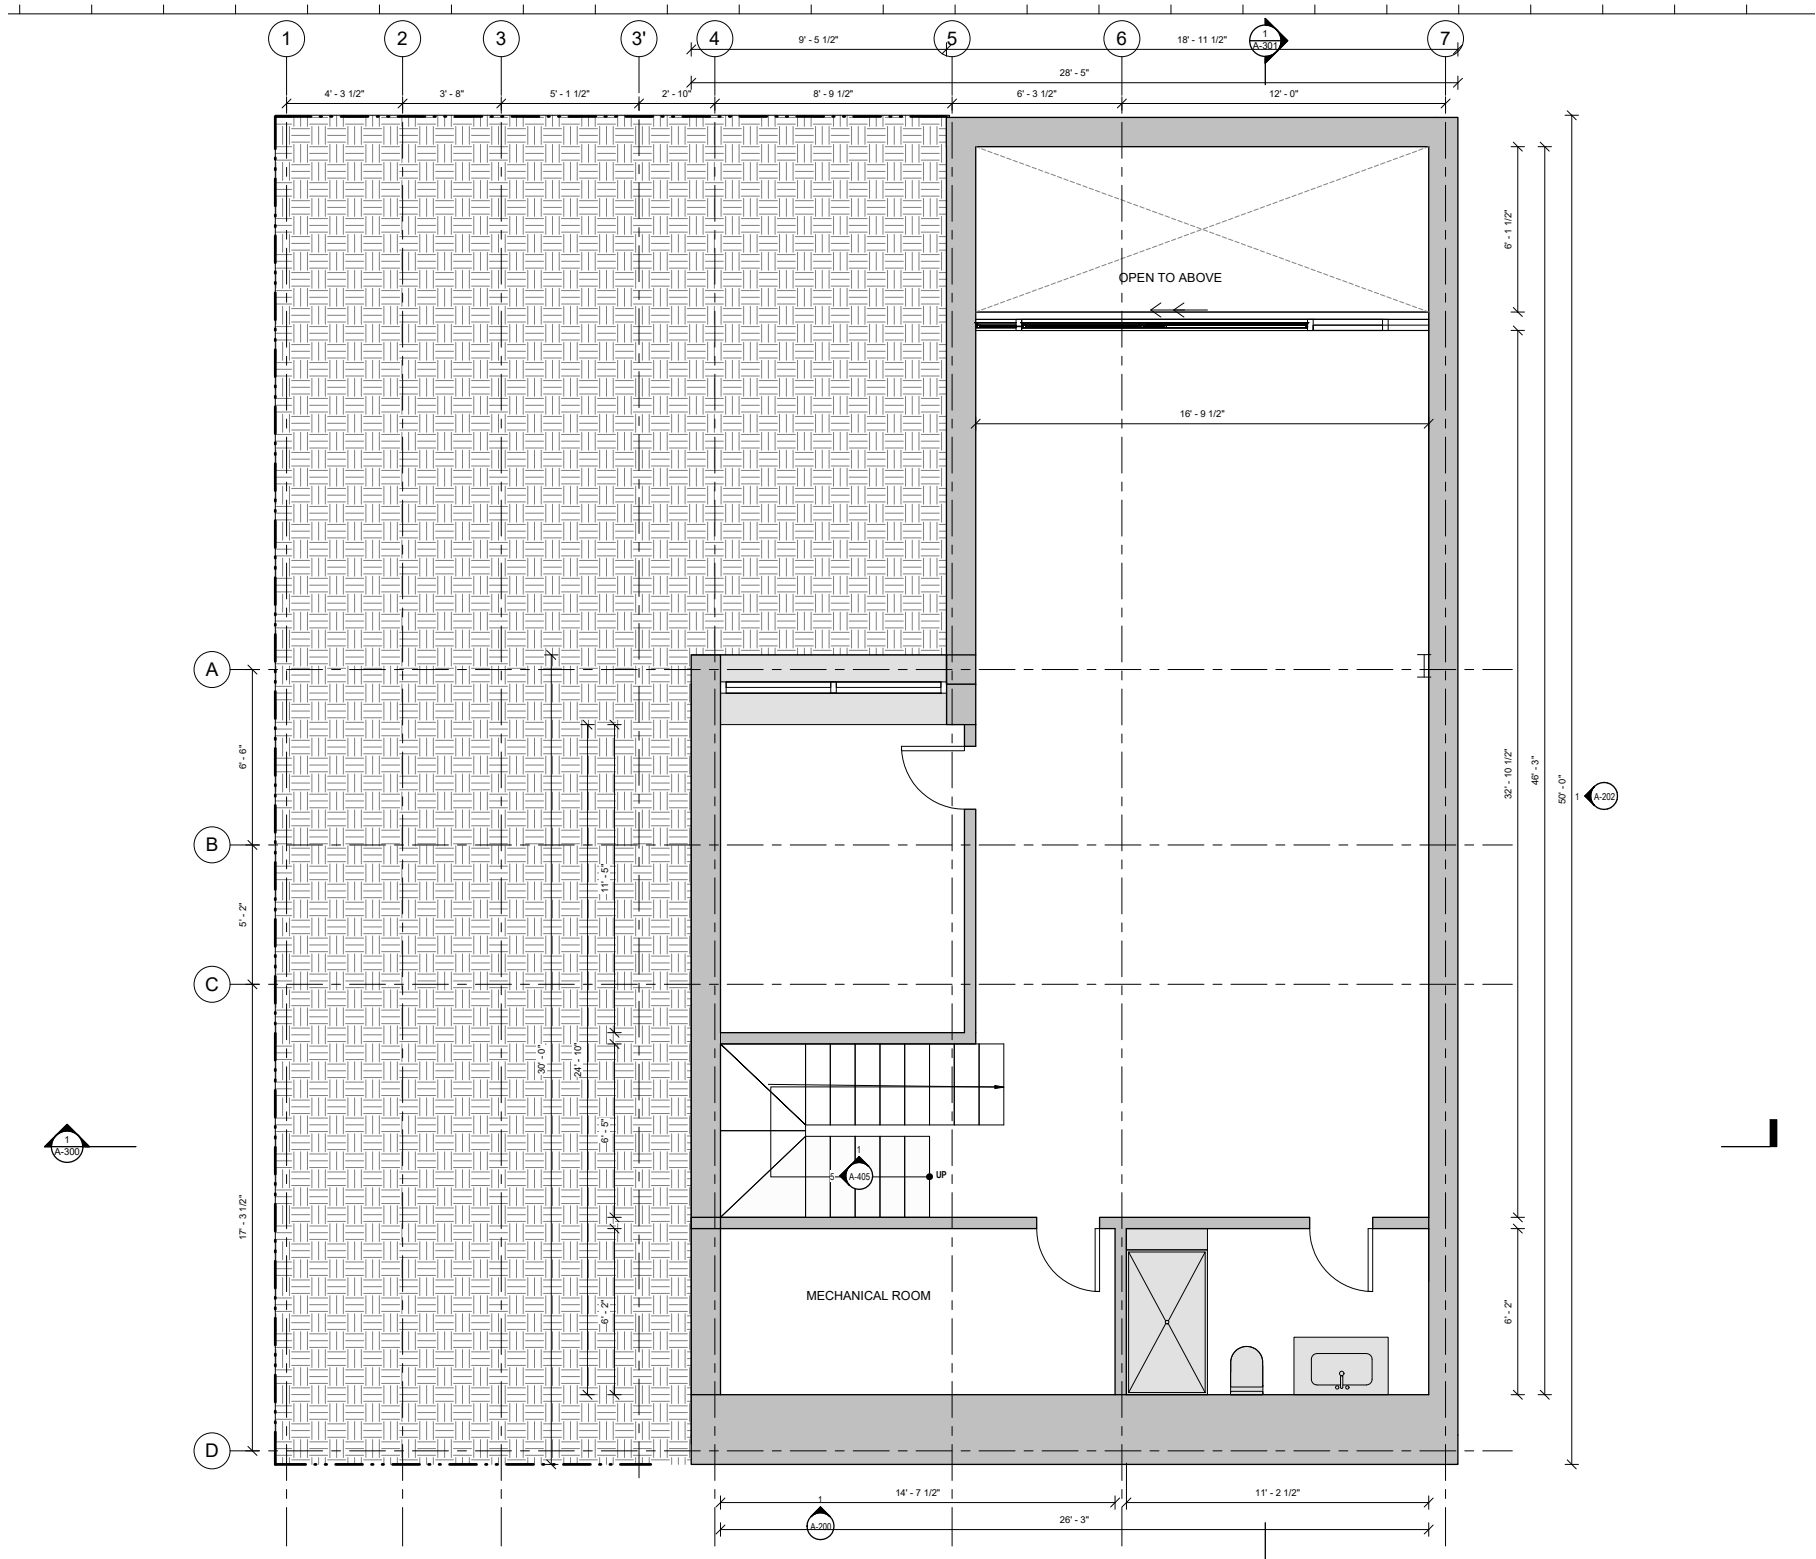 1 2 3 3' 4 5 6 7
9' - 5 1/2" 18' - 11 1/2"
1
A-301
28' - 5"
4' - 3 1/2" 3' - 8" 5' - 1 1/2" 2' - 10" 8' - 9 1/2" 6' - 3 1/2" 12' - 0"
6' - 1 1/2"
OPEN TO ABOVE
16' - 9 1/2"
A
6' - 6"
32' - 10 1/2"
46' - 3"
50' - 0"
1 A-202
B
11' - 5"
5' - 2"
C
30' - 0"
24' - 10"
6' - 5"
1
A-300
1
5 A-405
UP
17' - 3 1/2"
MECHANICAL ROOM
6' - 2"
6' - 2"
D
14' - 7 1/2" 11' - 2 1/2"
1
A-200
26' - 3"